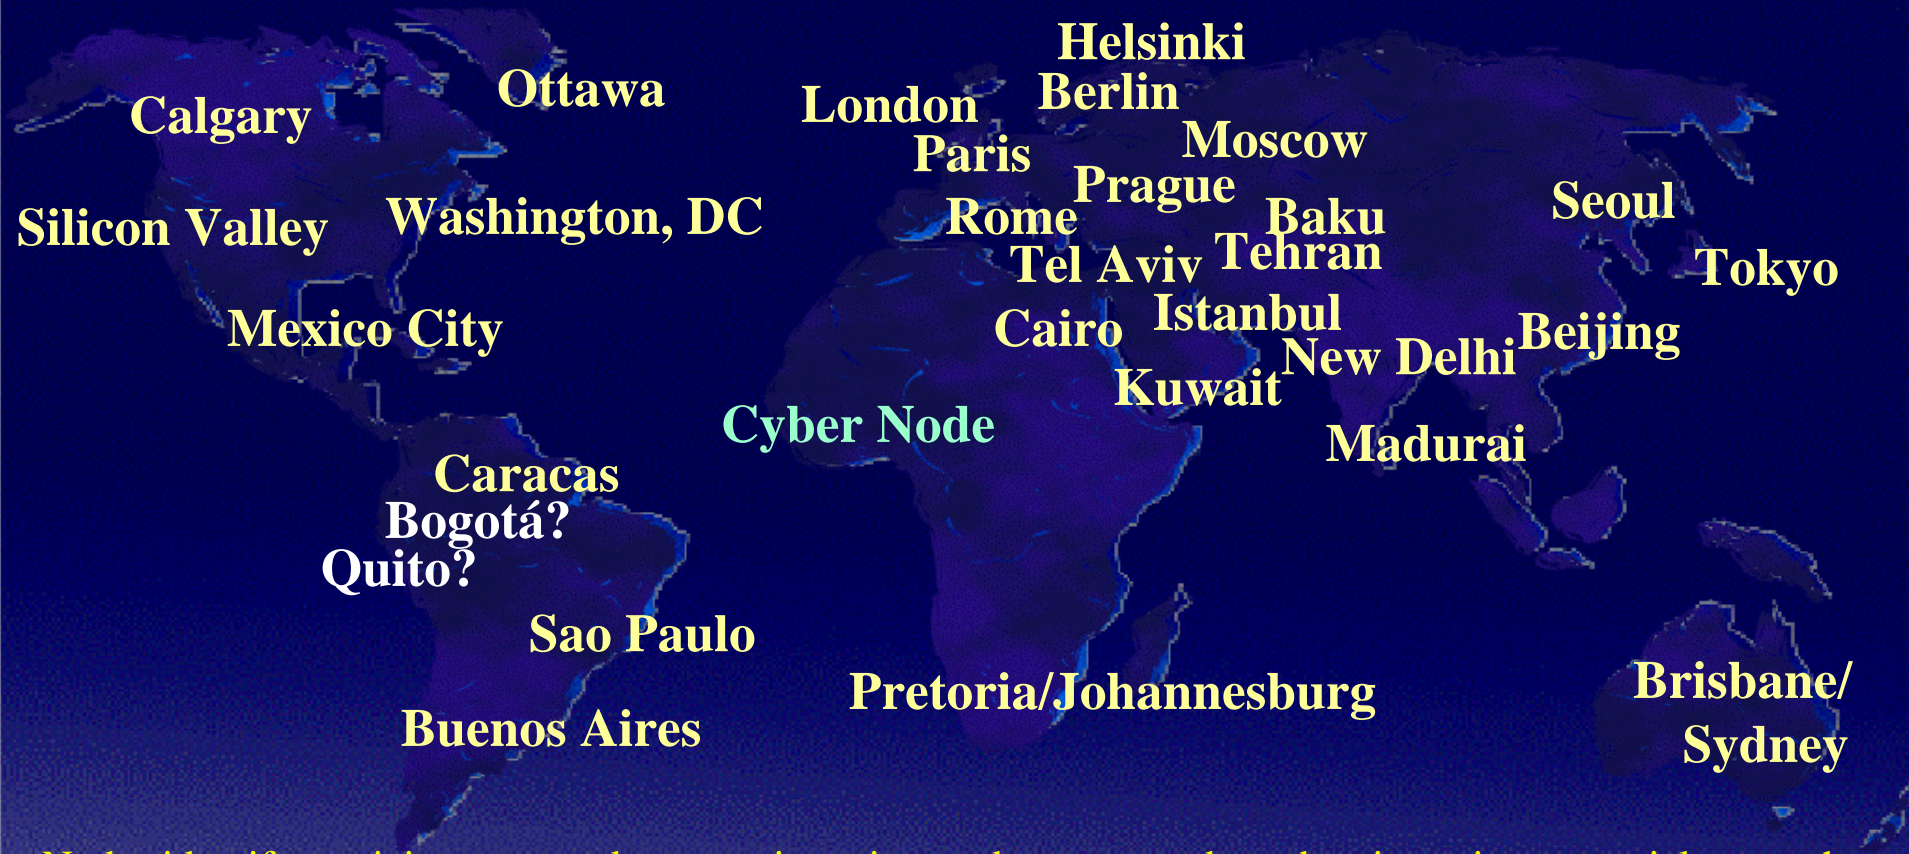 Helsinki
Ottawa
London
Berlin
Calgary
Paris
Moscow
Prague
Silicon Valley
Washington, DC
Rome
Baku
Seoul
Tel Aviv
Tehran
Tokyo
Mexico City
Cairo
Istanbul
New Delhi
Beijing
Kuwait
Cyber Node
Madurai
Caracas
Bogotá?
Quito?
Sao Paulo
Pretoria/Johannesburg
Brisbane/
Sydney
Buenos Aires